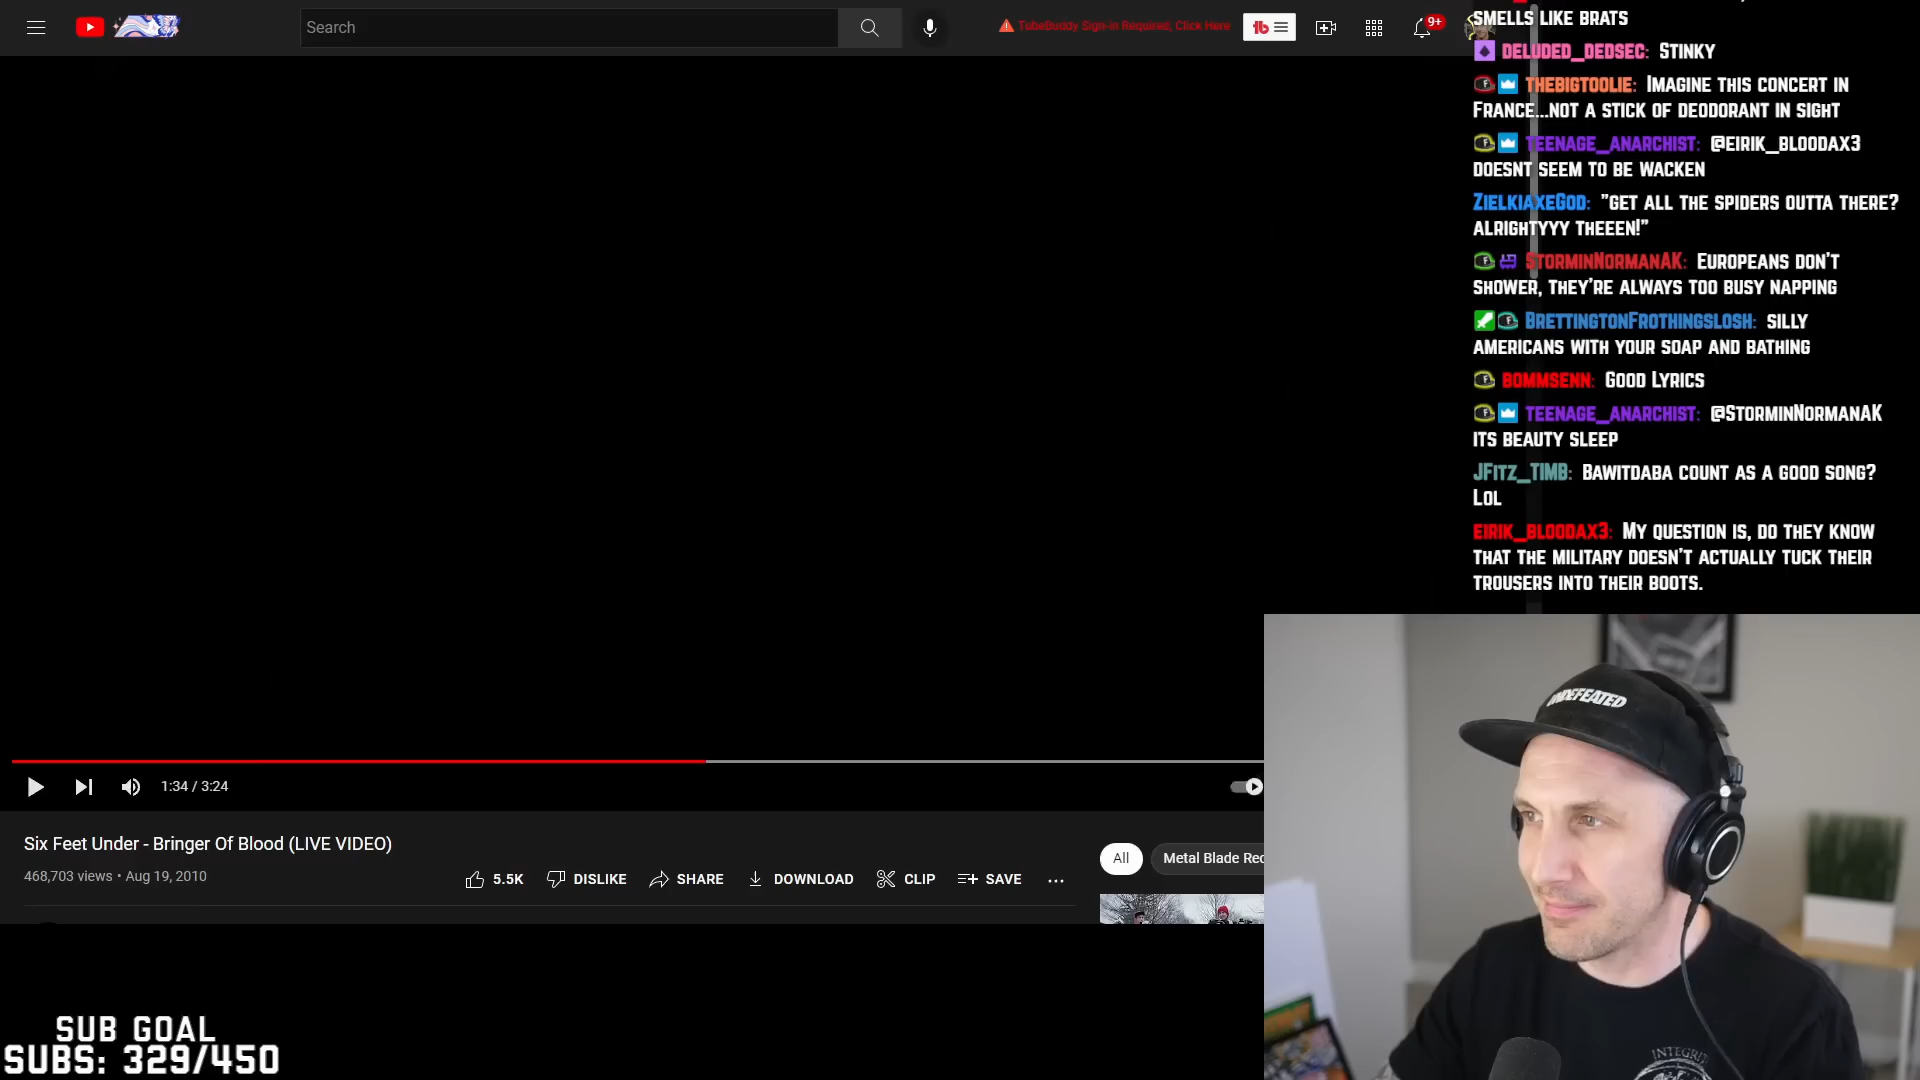 Search
TubeBuddy Sign-in Required, Click Here
9+
SMELLS LIKE BRATS
DELUDED_DEDSEC: STINKY
THEBIGTOOLIE: IMAGINE THIS CONCERT IN
FRANCE...NOT A STICK OF DEODORANT IN SIGHT
TEENAGE_ANARCHIST: @EIRIK_BLOODAX3
DOESNT SEEM TO BE WACKEN
ZIELKIAXEGOD: "GET ALL THE SPIDERS OUTTA THERE?
ALRIGHTYYY THEEEN!"
STORMINNORMANAK: EUROPEANS DON'T
SHOWER, THEY'RE ALWAYS TOO BUSY NAPPING
BRETTINGTONFROTHINGSLOSH: SILLY
AMERICANS WITH YOUR SOAP AND BATHING
BOMMSENN: GOOD LYRICS
TEENAGE_ANARCHIST: @STORMINNORMANAK
ITS BEAUTY SLEEP
JFITZ_TIMB: BAWITDABA COUNT AS A GOOD SONG?
LOL
EIRIK_BLOODAX3: MY QUESTION IS, DO THEY KNOW
THAT THE MILITARY DOESN'T ACTUALLY TUCK THEIR
TROUSERS INTO THEIR BOOTS.
1:34 / 3:24
Six Feet Under - Bringer Of Blood (LIVE VIDEO)
468,703 views • Aug 19, 2010
5.5K DISLIKE SHARE DOWNLOAD CLIP SAVE ...
All Metal Blade Rec
UNDEFEATED
INTEGRIT
SUB GOAL
SUBS: 329/450